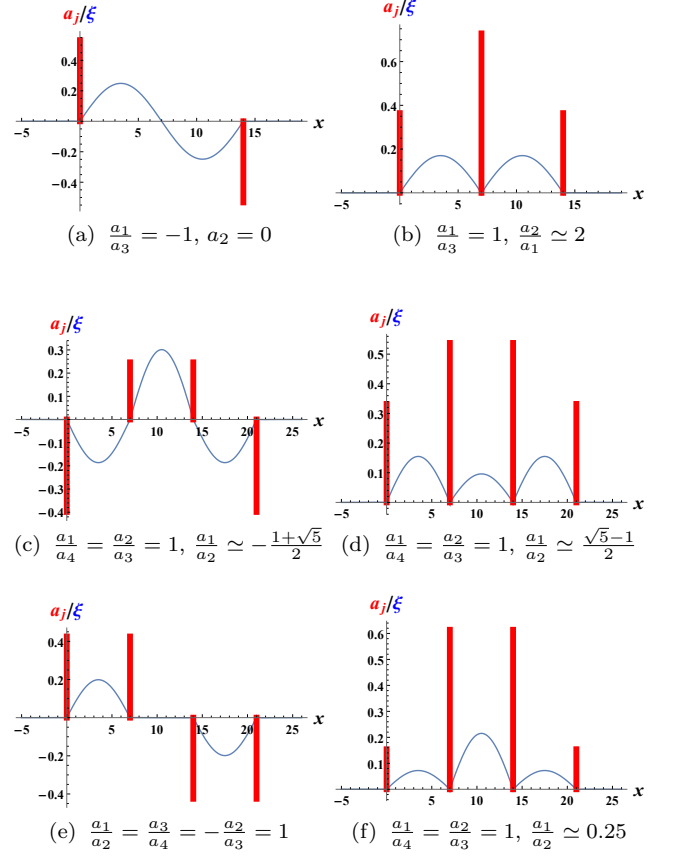 a_j/ξ
0.4
0.2
-5 5 10 15 x
-0.2
-0.4
(a) a_1/a_3 = −1, a_2 = 0
a_j/ξ
0.6
0.4
0.2
-5 5 10 15 x
(b) a_1/a_3 = 1, a_2/a_1 ≃ 2
a_j/ξ
0.3
0.2
0.1
-5 5 10 15 20 25 x
-0.1
-0.2
-0.3
-0.4
(c) a_1/a_4 = a_2/a_3 = 1, a_1/a_2 ≃ −(1+√5)/2
a_j/ξ
0.5
0.4
0.3
0.2
0.1
-5 5 10 15 20 25 x
(d) a_1/a_4 = a_2/a_3 = 1, a_1/a_2 ≃ (√5−1)/2
a_j/ξ
0.4
0.2
-5 5 10 15 20 25 x
-0.2
-0.4
(e) a_1/a_2 = a_3/a_4 = −a_2/a_3 = 1
a_j/ξ
0.6
0.5
0.4
0.3
0.2
0.1
-5 5 10 15 20 25 x
(f) a_1/a_4 = a_2/a_3 = 1, a_1/a_2 ≃ 0.25